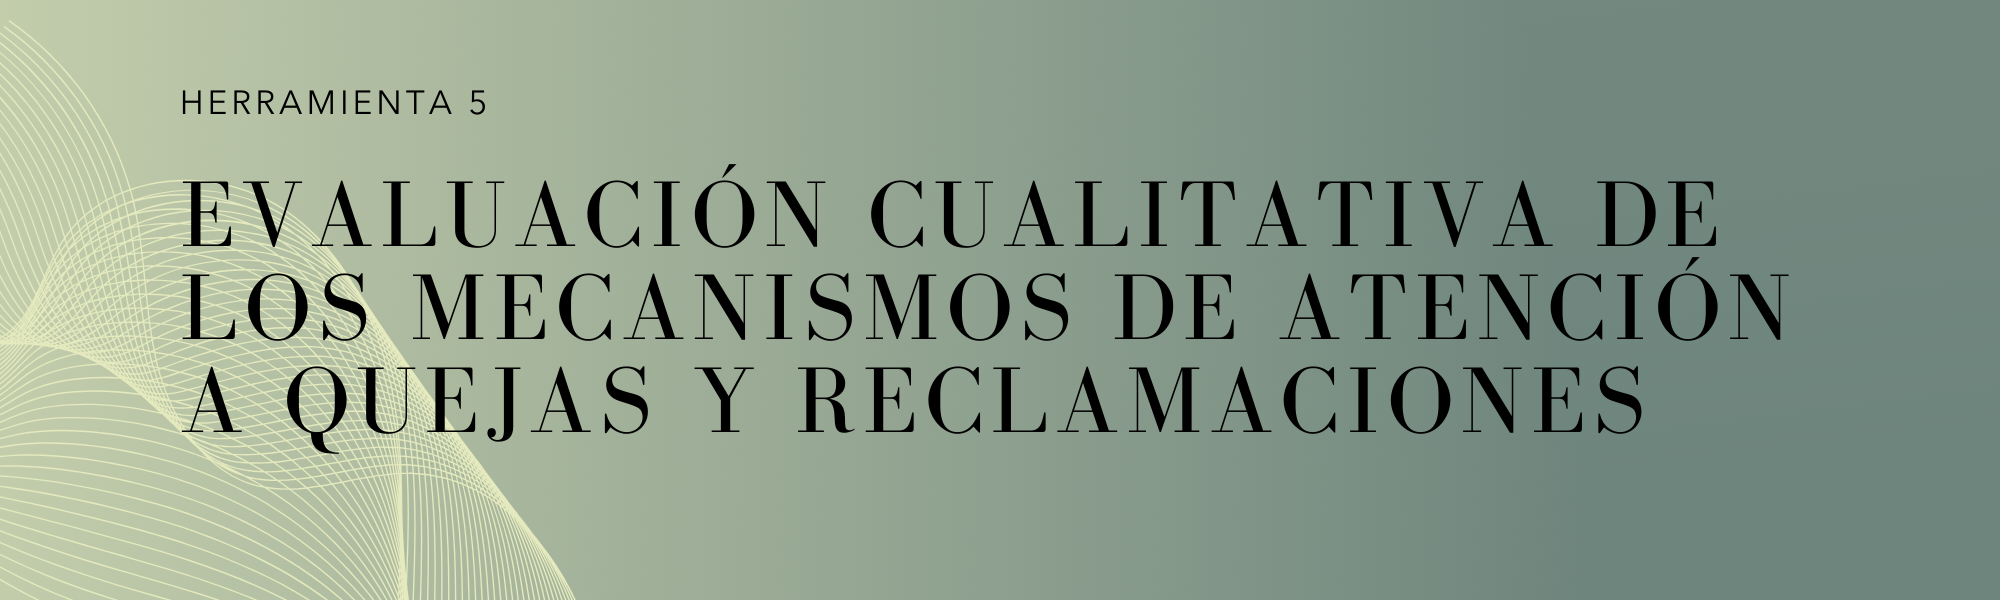 HERRAMIENTA 5
EVALUACIÓN CUALITATIVA DE
LOS MECANISMOS DE ATENCIÓN
A QUEJAS Y RECLAMACIONES